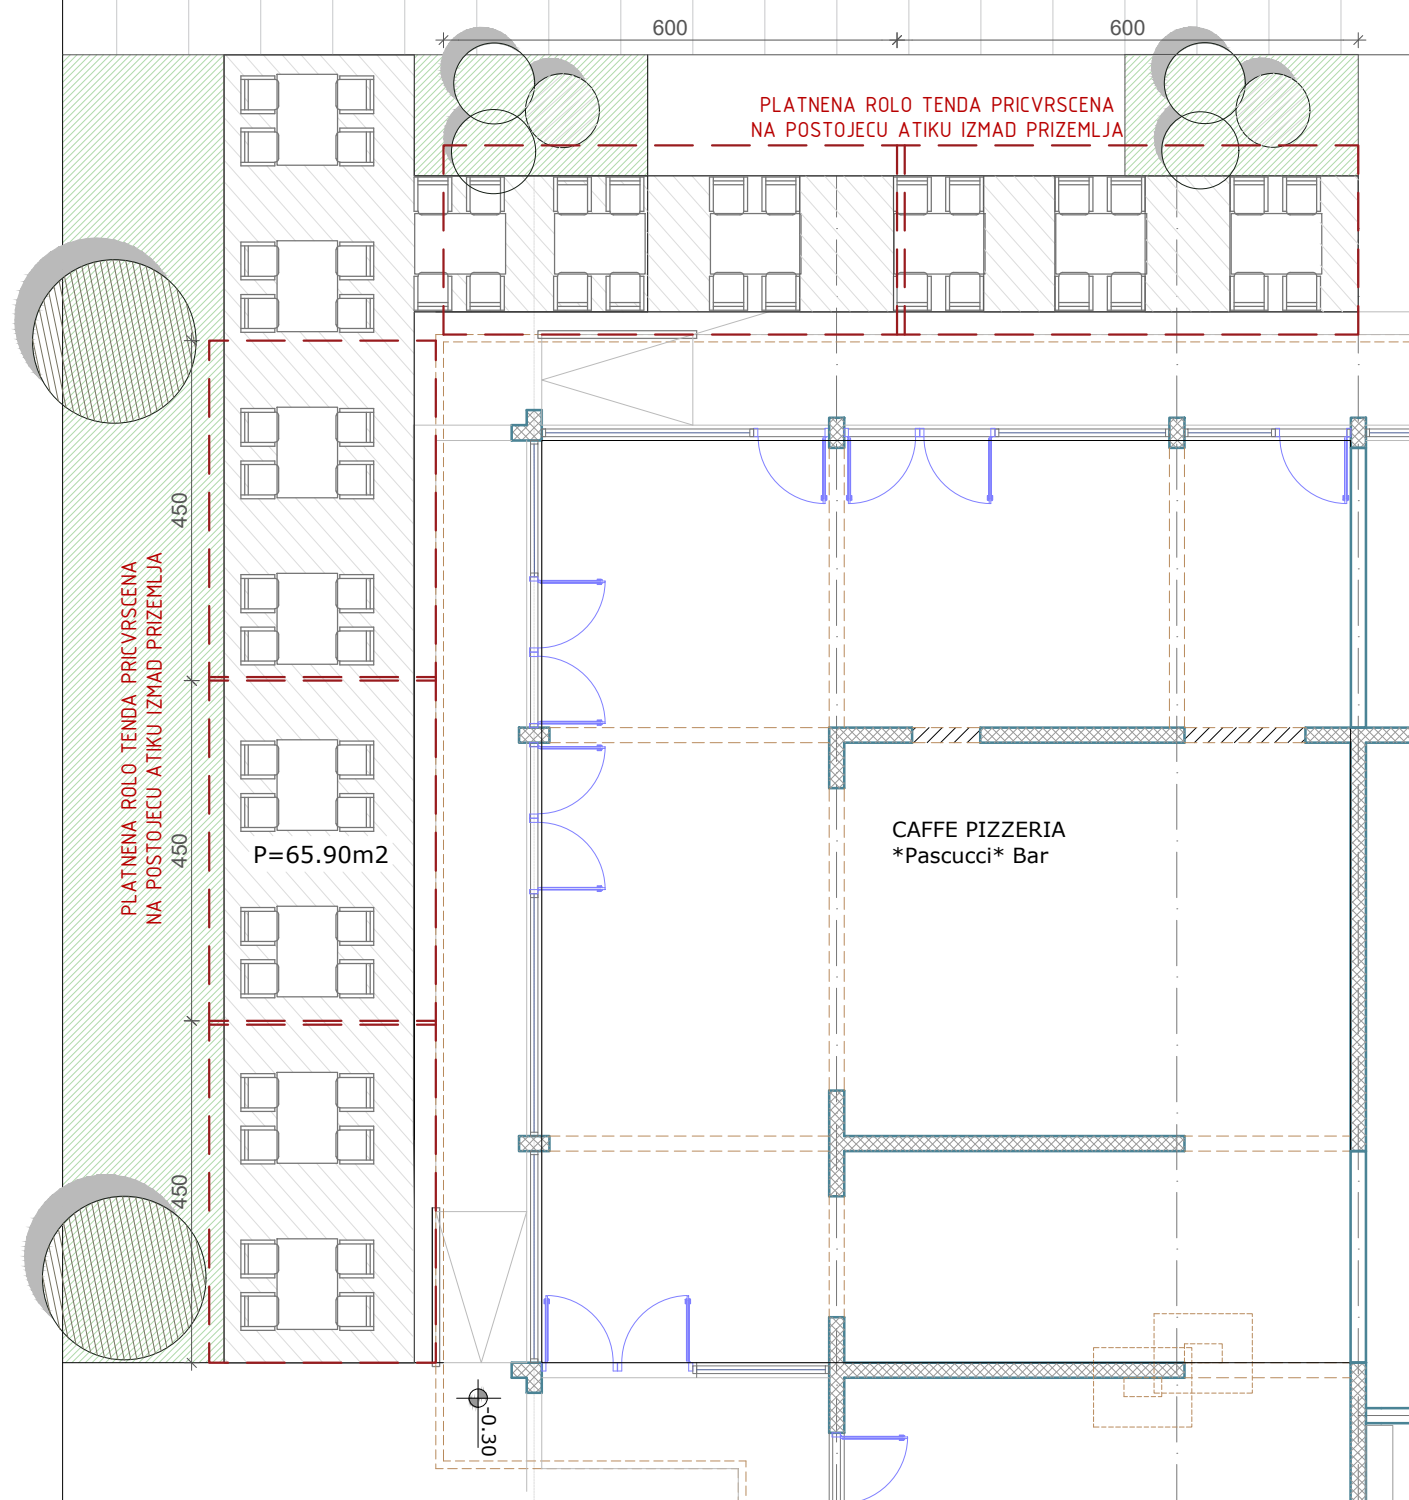 600
600
PLATNENA ROLO TENDA PRICVRSCENA
NA POSTOJECU ATIKU IZMAD PRIZEMLJA
450
PLATNENA ROLO TENDA PRICVRSCENA
NA POSTOJECU ATIKU IZMAD PRIZEMLJA
450
P=65.90m2
CAFFE PIZZERIA
*Pascucci* Bar
450
-0.30